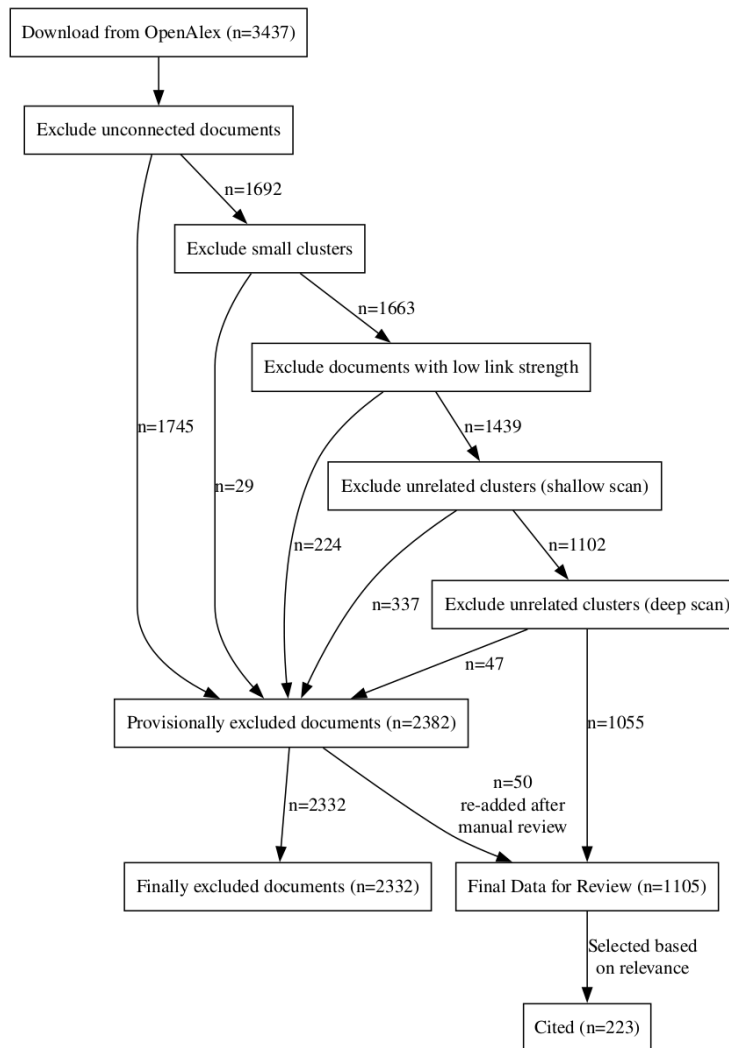 Download from OpenAlex (n=3437)
Exclude unconnected documents
n=1692
Exclude small clusters
n=1663
Exclude documents with low link strength
n=1745
n=1439
n=29
Exclude unrelated clusters (shallow scan)
n=224
n=1102
n=337
Exclude unrelated clusters (deep scan)
n=47
Provisionally excluded documents (n=2382)
n=1055
n=2332
n=50
re-added after
manual review
Finally excluded documents (n=2332)
Final Data for Review (n=1105)
Selected based
on relevance
Cited (n=223)